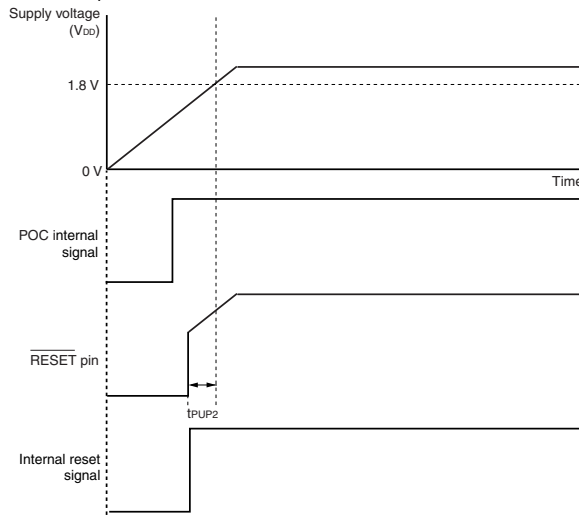 Supply voltage
(VDD)
1.8 V
0 V
Time
POC internal
signal
RESET pin
tPUP2
Internal reset
signal